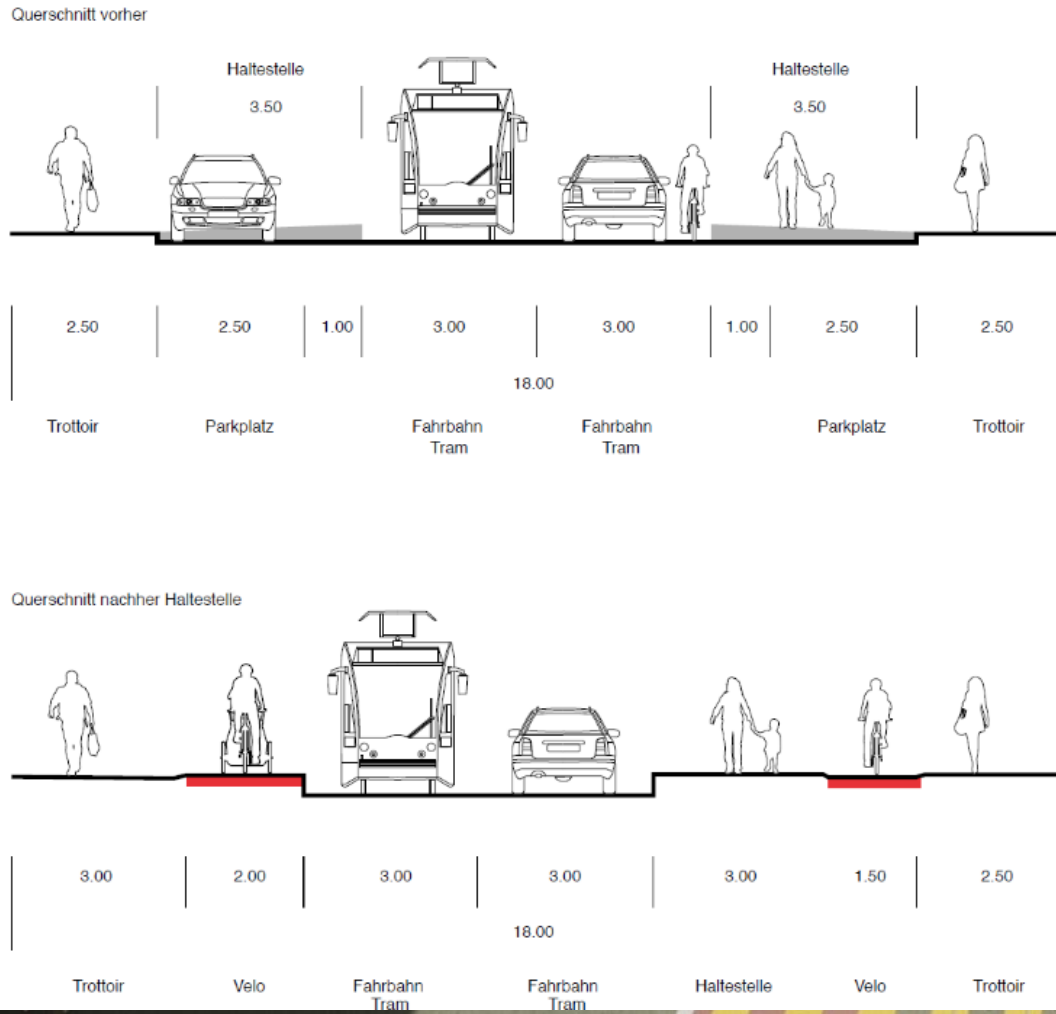 Querschnitt vorher
Haltestelle Haltestelle
3.50 3.50
2.50 2.50 1.00 3.00 3.00 1.00 2.50 2.50
18.00
Trottoir Parkplatz Fahrbahn Fahrbahn Parkplatz Trottoir
Tram Tram
Querschnitt nachher Haltestelle
3.00 2.00 3.00 3.00 3.00 1.50 2.50
18.00
Trottoir Velo Fahrbahn Fahrbahn Haltestelle Velo Trottoir
Tram Tram